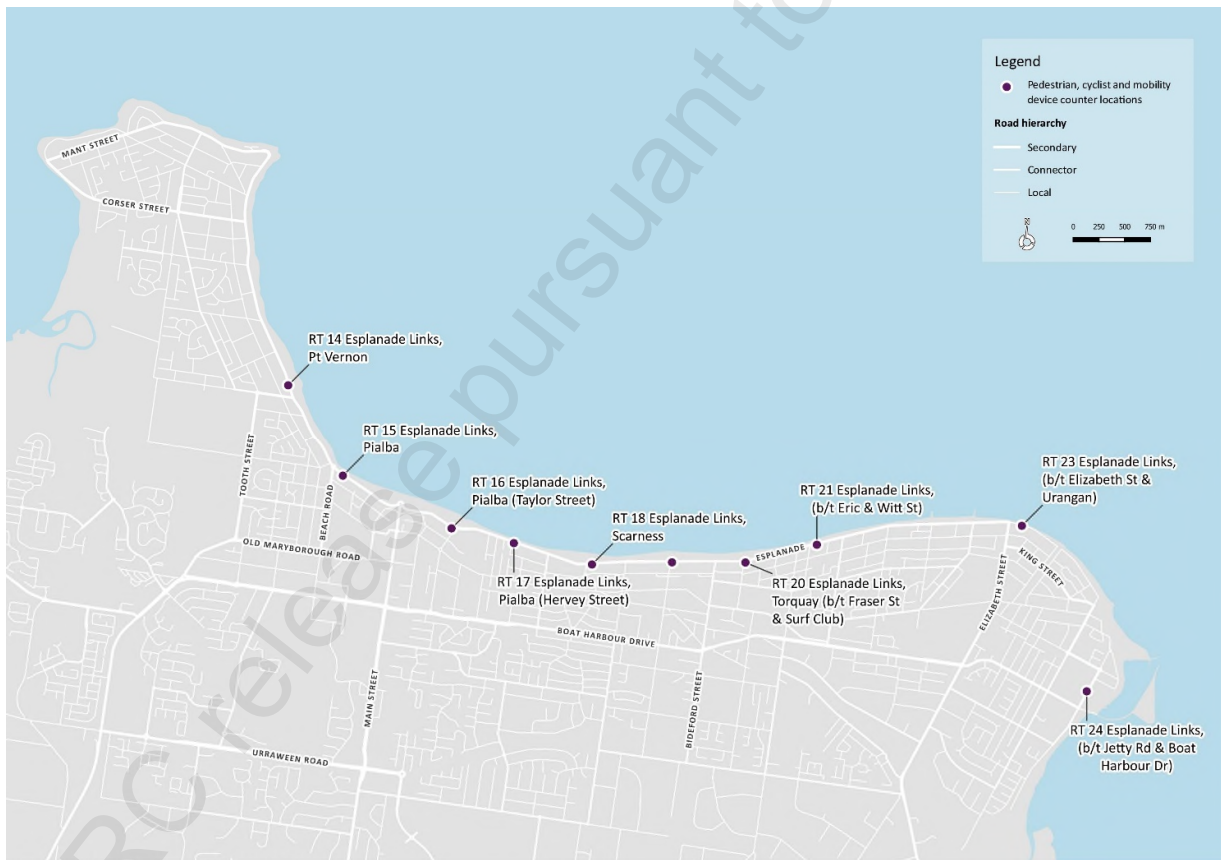 Legend
Pedestrian, cyclist and mobility
device counter locations
Road hierarchy
Secondary
Connector
Local
N
0 250 500 750 m
MANT STREET
CORSER STREET
RT 14 Esplanade Links,
Pt Vernon
RT 15 Esplanade Links,
Pialba
TOOTH STREET
BEACH ROAD
OLD MARYBOROUGH ROAD
RT 16 Esplanade Links,
Pialba (Taylor Street)
RT 17 Esplanade Links,
Pialba (Hervey Street)
RT 18 Esplanade Links,
Scarness
ESPLANADE
RT 20 Esplanade Links,
Torquay (b/t Fraser St
& Surf Club)
RT 21 Esplanade Links,
(b/t Eric & Witt St)
RT 23 Esplanade Links,
(b/t Elizabeth St &
Urangan)
KING STREET
ELIZABETH STREET
BOAT HARBOUR DRIVE
MAIN STREET
BIDEFORD STREET
URRAWEEN ROAD
RT 24 Esplanade Links,
(b/t Jetty Rd & Boat
Harbour Dr)
RC release pursuant to